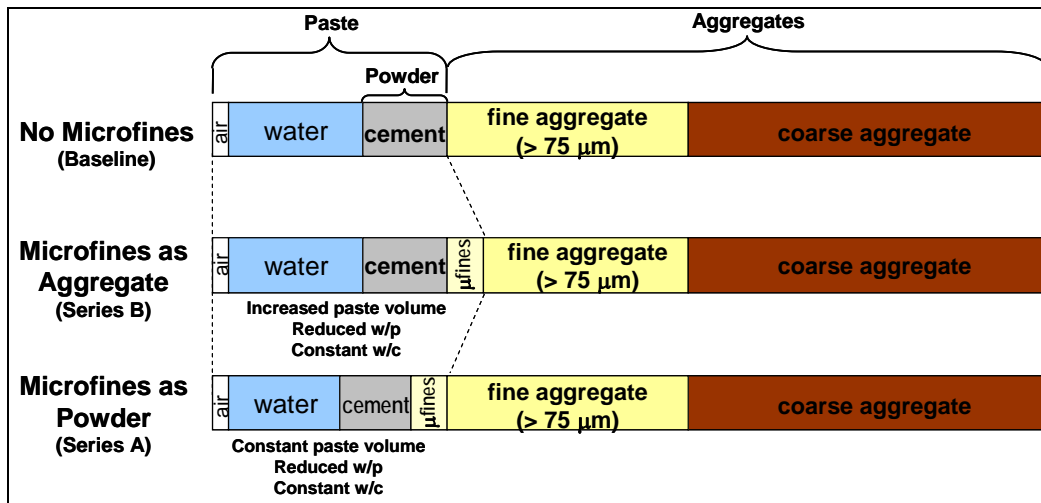 Paste
Aggregates
Powder
No Microfines
(Baseline)
air
water
cement
fine aggregate
(> 75 μm)
coarse aggregate
Microfines as
Aggregate
(Series B)
air
water
cement
μfines
fine aggregate
(> 75 μm)
coarse aggregate
Increased paste volume
Reduced w/p
Constant w/c
Microfines as
Powder
(Series A)
air
water
cement
μfines
fine aggregate
(> 75 μm)
coarse aggregate
Constant paste volume
Reduced w/p
Constant w/c